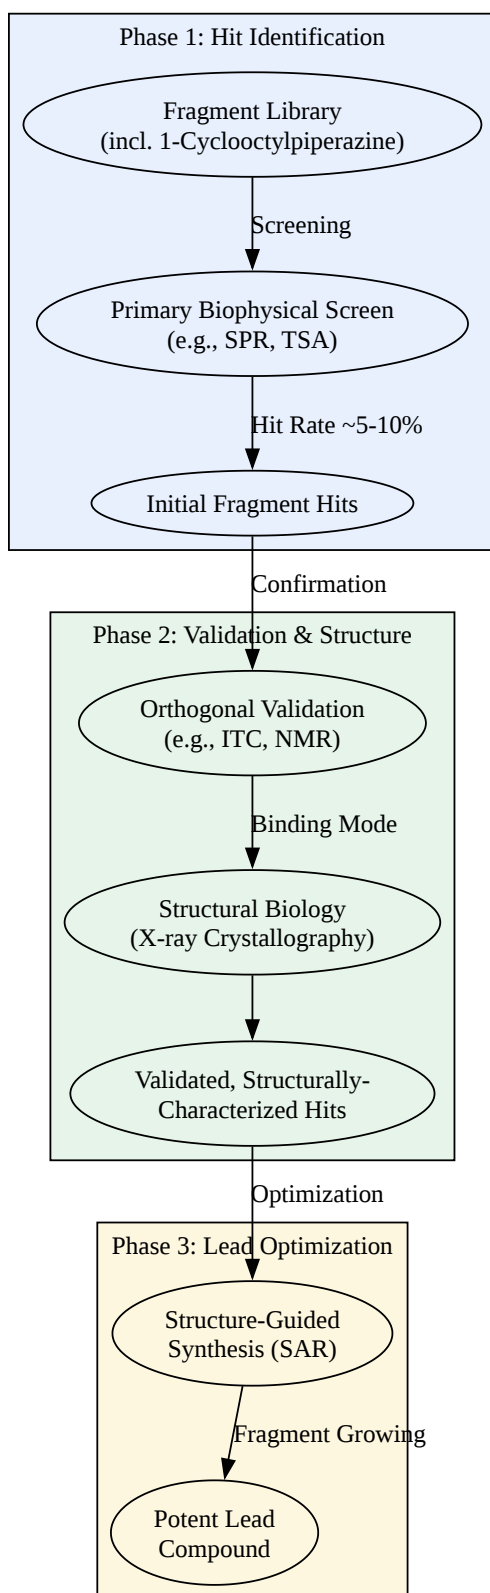 Phase 1: Hit Identification
Fragment Library
(incl. 1-Cyclooctylpiperazine)
Screening
Primary Biophysical Screen
(e.g., SPR, TSA)
Hit Rate ~5-10%
Initial Fragment Hits
Confirmation
Phase 2: Validation & Structure
Orthogonal Validation
(e.g., ITC, NMR)
Binding Mode
Structural Biology
(X-ray Crystallography)
Validated, Structurally-
Characterized Hits
Optimization
Phase 3: Lead Optimization
Structure-Guided
Synthesis (SAR)
Fragment Growing
Potent Lead
Compound